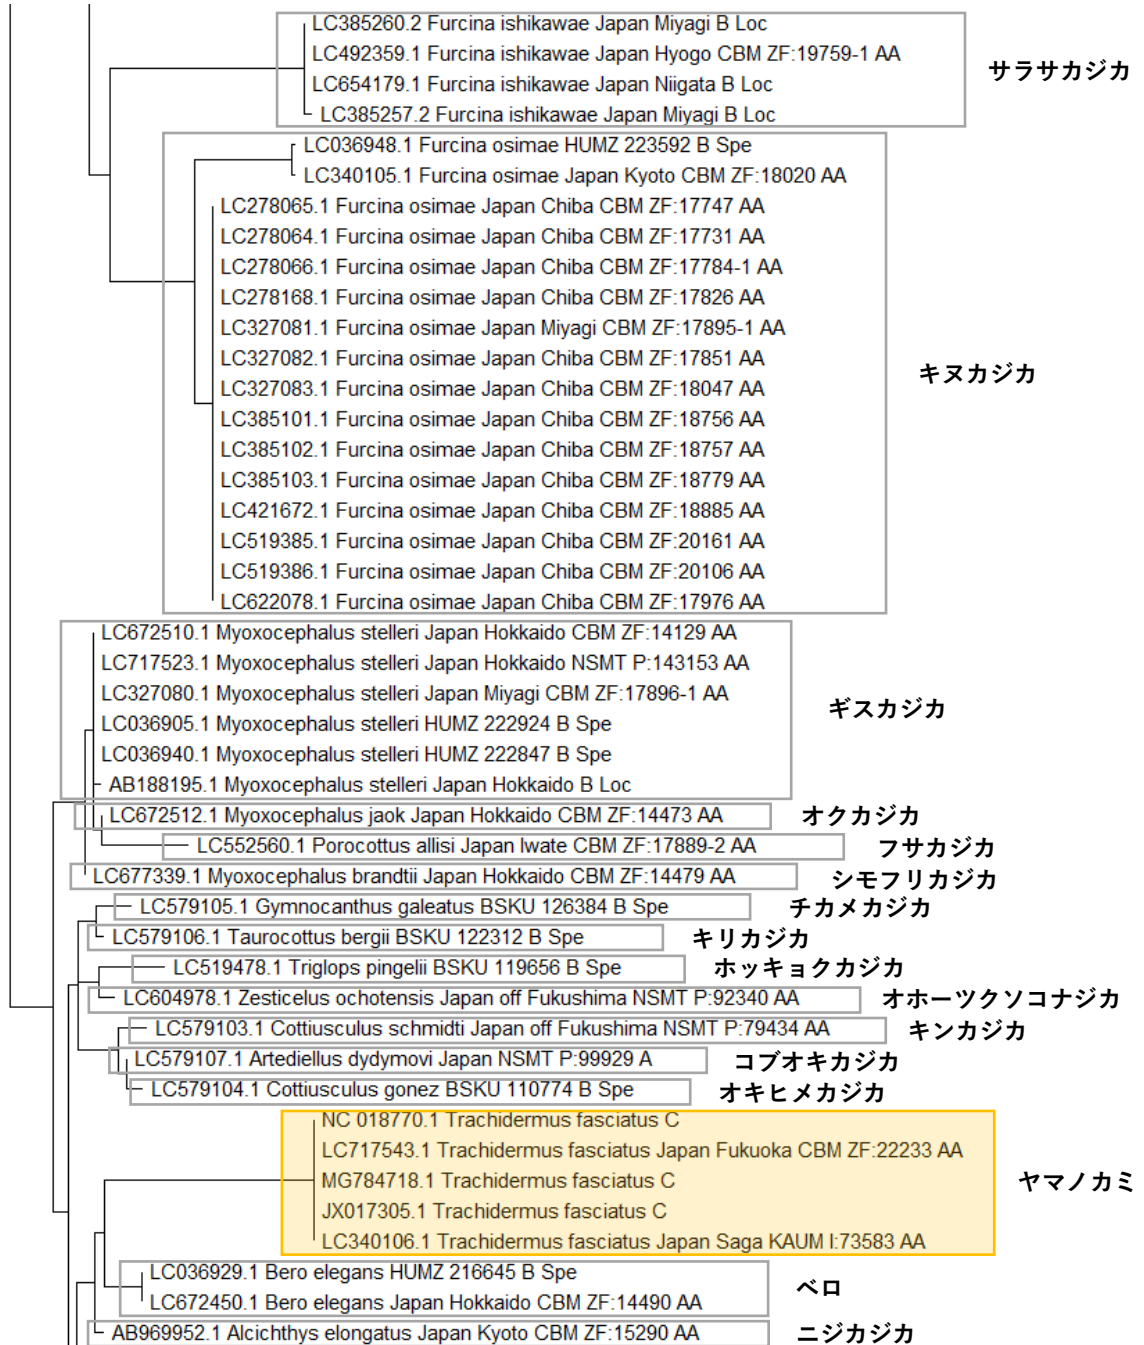 LC385260.2 Furcina ishikawae Japan Miyagi B Loc
LC492359.1 Furcina ishikawae Japan Hyogo CBM ZF:19759-1 AA
サラサカジカ
LC654179.1 Furcina ishikawae Japan Niigata B Loc
LC385257.2 Furcina ishikawae Japan Miyagi B Loc
LC036948.1 Furcina osimae HUMZ 223592 B Spe
LC340105.1 Furcina osimae Japan Kyoto CBM ZF:18020 AA
LC278065.1 Furcina osimae Japan Chiba CBM ZF:17747 AA
LC278064.1 Furcina osimae Japan Chiba CBM ZF:17731 AA
LC278066.1 Furcina osimae Japan Chiba CBM ZF:17784-1 AA
LC278168.1 Furcina osimae Japan Chiba CBM ZF:17826 AA
LC327081.1 Furcina osimae Japan Miyagi CBM ZF:17895-1 AA
LC327082.1 Furcina osimae Japan Chiba CBM ZF:17851 AA
キヌカジカ
LC327083.1 Furcina osimae Japan Chiba CBM ZF:18047 AA
LC385101.1 Furcina osimae Japan Chiba CBM ZF:18756 AA
LC385102.1 Furcina osimae Japan Chiba CBM ZF:18757 AA
LC385103.1 Furcina osimae Japan Chiba CBM ZF:18779 AA
LC421672.1 Furcina osimae Japan Chiba CBM ZF:18885 AA
LC519385.1 Furcina osimae Japan Chiba CBM ZF:20161 AA
LC519386.1 Furcina osimae Japan Chiba CBM ZF:20106 AA
LC622078.1 Furcina osimae Japan Chiba CBM ZF:17976 AA
LC672510.1 Myoxocephalus stelleri Japan Hokkaido CBM ZF:14129 AA
LC717523.1 Myoxocephalus stelleri Japan Hokkaido NSMT P:143153 AA
LC327080.1 Myoxocephalus stelleri Japan Miyagi CBM ZF:17896-1 AA
ギスカジカ
LC036905.1 Myoxocephalus stelleri HUMZ 222924 B Spe
LC036940.1 Myoxocephalus stelleri HUMZ 222847 B Spe
AB188195.1 Myoxocephalus stelleri Japan Hokkaido B Loc
LC672512.1 Myoxocephalus jaok Japan Hokkaido CBM ZF:14473 AA オクカジカ
LC552560.1 Porocottus allisi Japan Iwate CBM ZF:17889-2 AA フサカジカ
LC677339.1 Myoxocephalus brandtii Japan Hokkaido CBM ZF:14479 AA シモフリカジカ
LC579105.1 Gymnocanthus galeatus BSKU 126384 B Spe チカメカジカ
LC579106.1 Taurocottus bergii BSKU 122312 B Spe キリカジカ
LC519478.1 Triglops pingelii BSKU 119656 B Spe ホッキョクカジカ
LC604978.1 Zesticelus ochotensis Japan off Fukushima NSMT P:92340 AA オホーツクソコナジカ
LC579103.1 Cottiusculus schmidti Japan off Fukushima NSMT P:79434 AA キンカジカ
LC579107.1 Artediellus dydymovi Japan NSMT P:99929 A コブオキカジカ
LC579104.1 Cottiusculus gonez BSKU 110774 B Spe オキヒメカジカ
NC 018770.1 Trachidermus fasciatus C
LC717543.1 Trachidermus fasciatus Japan Fukuoka CBM ZF:22233 AA
MG784718.1 Trachidermus fasciatus C ヤマノカミ
JX017305.1 Trachidermus fasciatus C
LC340106.1 Trachidermus fasciatus Japan Saga KAUM I:73583 AA
LC036929.1 Bero elegans HUMZ 216645 B Spe
ベロ
LC672450.1 Bero elegans Japan Hokkaido CBM ZF:14490 AA
AB969952.1 Alcichthys elongatus Japan Kyoto CBM ZF:15290 AA ニジカジカ